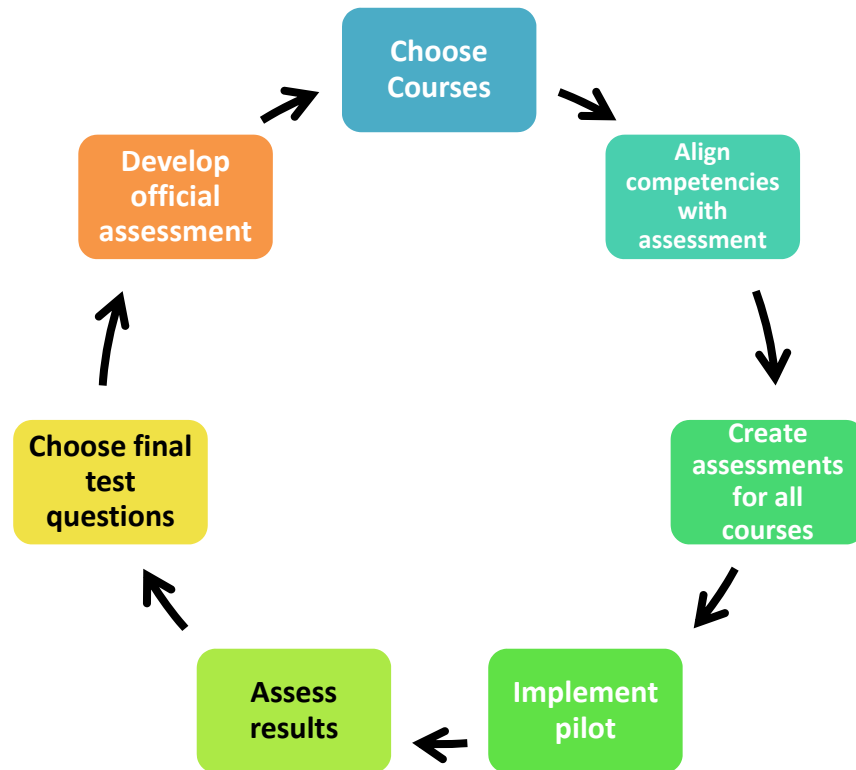 Choose
Courses
Align
competencies
with
assessment
Create
assessments
for all
courses
Implement
pilot
Assess
results
Choose final
test
questions
Develop
official
assessment